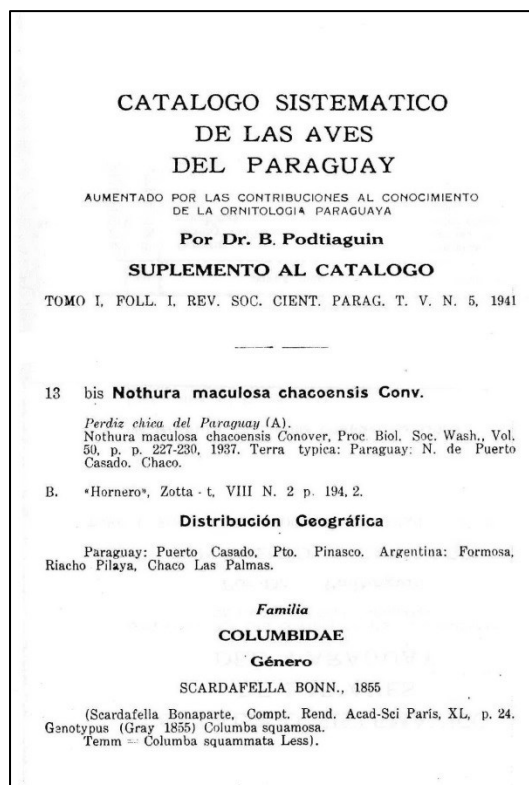 CATALOGO SISTEMATICO
DE LAS AVES
DEL PARAGUAY
AUMENTADO POR LAS CONTRIBUCIONES AL CONOCIMIENTO
DE LA ORNITOLOGIA PARAGUAYA
Por Dr. B. Podtiaguin
SUPLEMENTO AL CATALOGO
TOMO I, FOLL. I, REV. SOC. CIENT. PARAG. T. V. N. 5, 1941
13 bis Nothura maculosa chacoensis Conv.
Perdiz chica del Paraguay (A).
Nothura maculosa chacoensis Conover, Proc. Biol. Soc. Wash., Vol.
50, p. p. 227-230, 1937. Terra typica: Paraguay: N. de Puerto
Casado. Chaco.
B. «Hornero», Zotta - t, VIII N. 2 p. 194, 2.
Distribución Geográfica
Paraguay: Puerto Casado, Pto. Pinasco. Argentina: Formosa,
Riacho Pilaya, Chaco Las Palmas.
Familia
COLUMBIDAE
Género
SCARDAFELLA BONN., 1855
(Scardafella Bonaparte, Compt. Rend. Acad-Sci París, XL, p. 24.
Genotypus (Gray 1855) Columba squamosa.
Temm = Columba squammata Less).